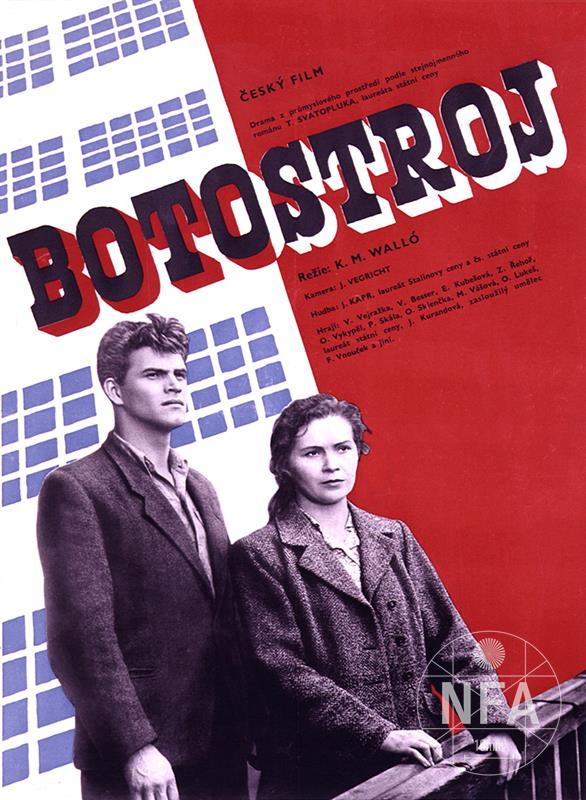 ČESKÝ FILM
Drama z průmyslového prostředí podle stejnojmenného
románu T. SVATOPLUKA, laureáta státní ceny
BOTOSTROJ
Režie: K. M. WALLÓ
Kamera: J. VEGRICHT
Hudba: J. KAPR, laureát Stalinovy ceny a čs. státní ceny
Hrají: V. Vejražka, V. Besser, E. Kubešová, Z. Řehoř,
O. Vykypěl, P. Skála, O. Sklenčka, M. Vášová, O. Lukeš,
laureát státní ceny, J. Kurandová, zasloužilý umělec
F. Vnouček a jiní.
NFA